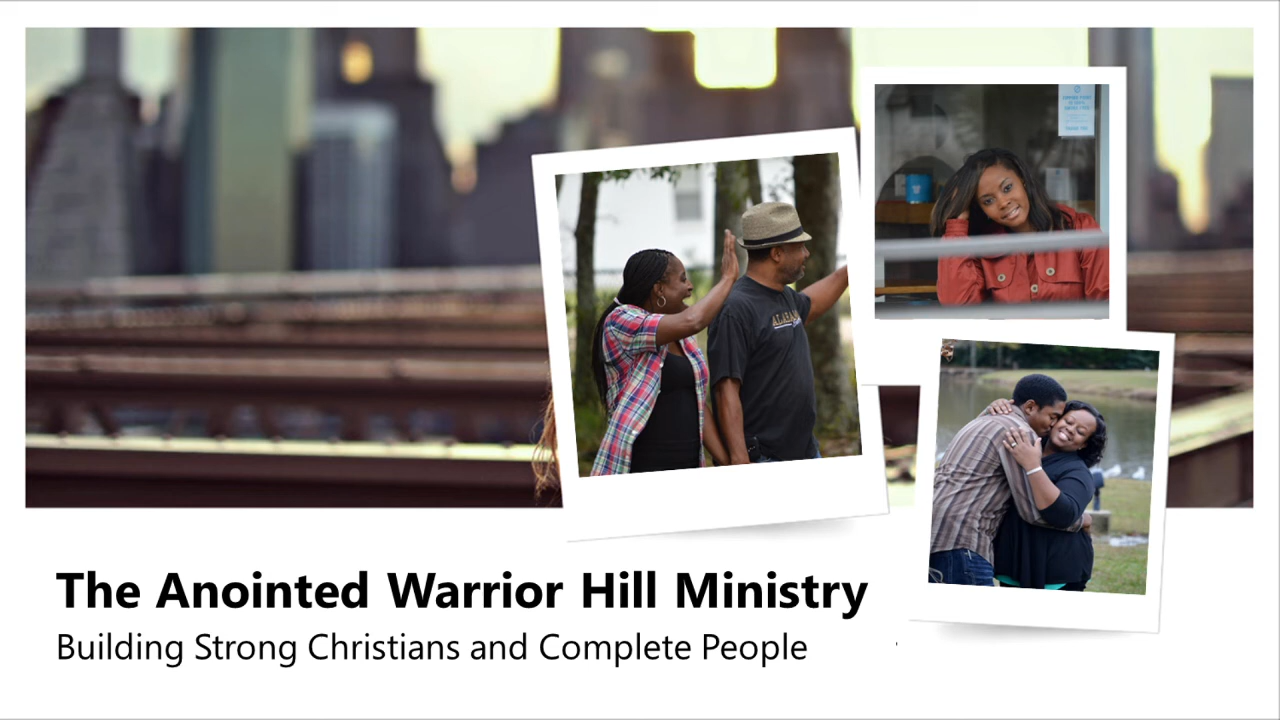 The Anointed Warrior Hill Ministry
Building Strong Christians and Complete People